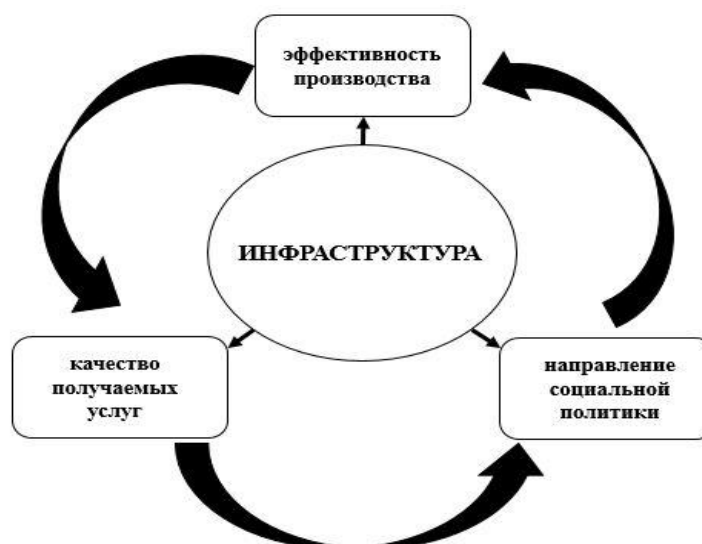 эффективность
производства
ИНФРАСТРУКТУРА
качество
получаемых
услуг
направление
социальной
политики